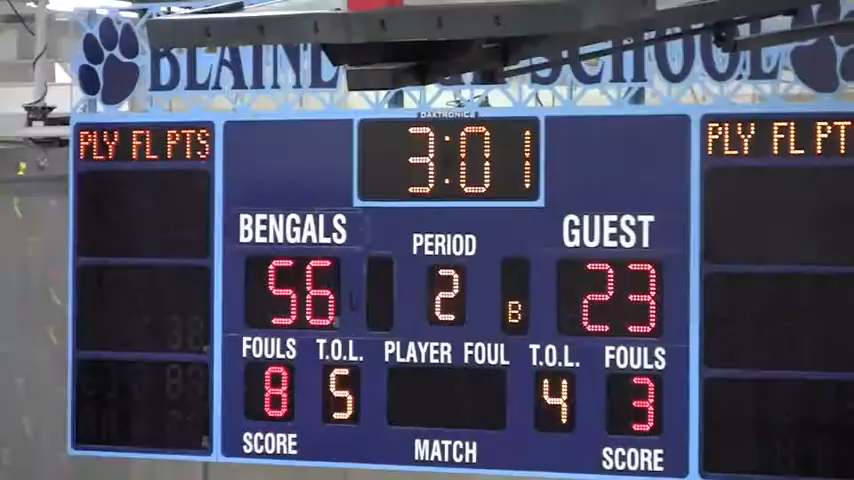 BLAINE SCHOOL
DAKTRONICS
PLY FL PTS 3:01 PLY FL PT
BENGALS GUEST
PERIOD
56 2 B 23
FOULS T.O.L. PLAYER FOUL T.O.L. FOULS
8 5 4 3
SCORE MATCH SCORE